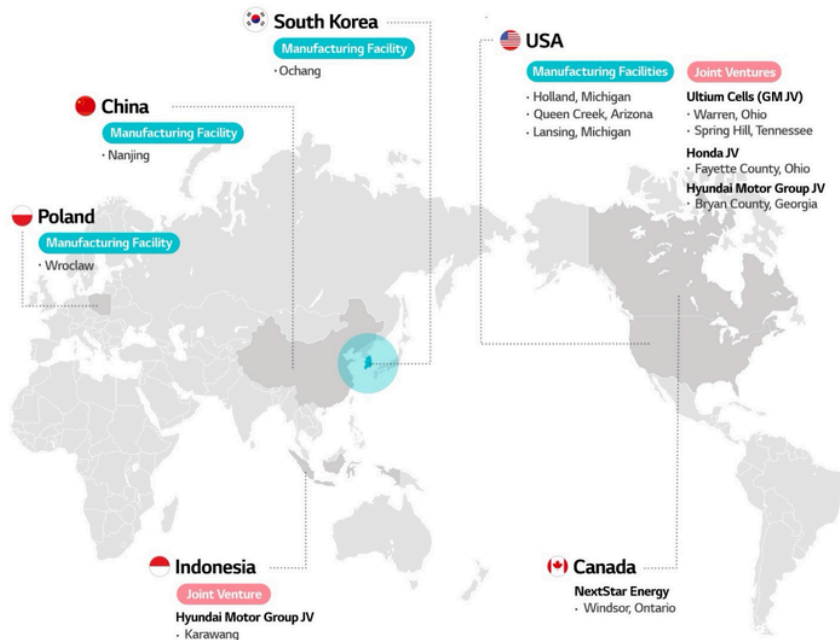 South Korea
Manufacturing Facility
· Ochang
China
Manufacturing Facility
· Nanjing
Poland
Manufacturing Facility
· Wroclaw
USA
Manufacturing Facilities
· Holland, Michigan
· Queen Creek, Arizona
· Lansing, Michigan
Joint Ventures
Ultium Cells (GM JV)
· Warren, Ohio
· Spring Hill, Tennessee
Honda JV
· Fayette County, Ohio
Hyundai Motor Group JV
· Bryan County, Georgia
Indonesia
Joint Venture
Hyundai Motor Group JV
· Karawang
Canada
NextStar Energy
· Windsor, Ontario